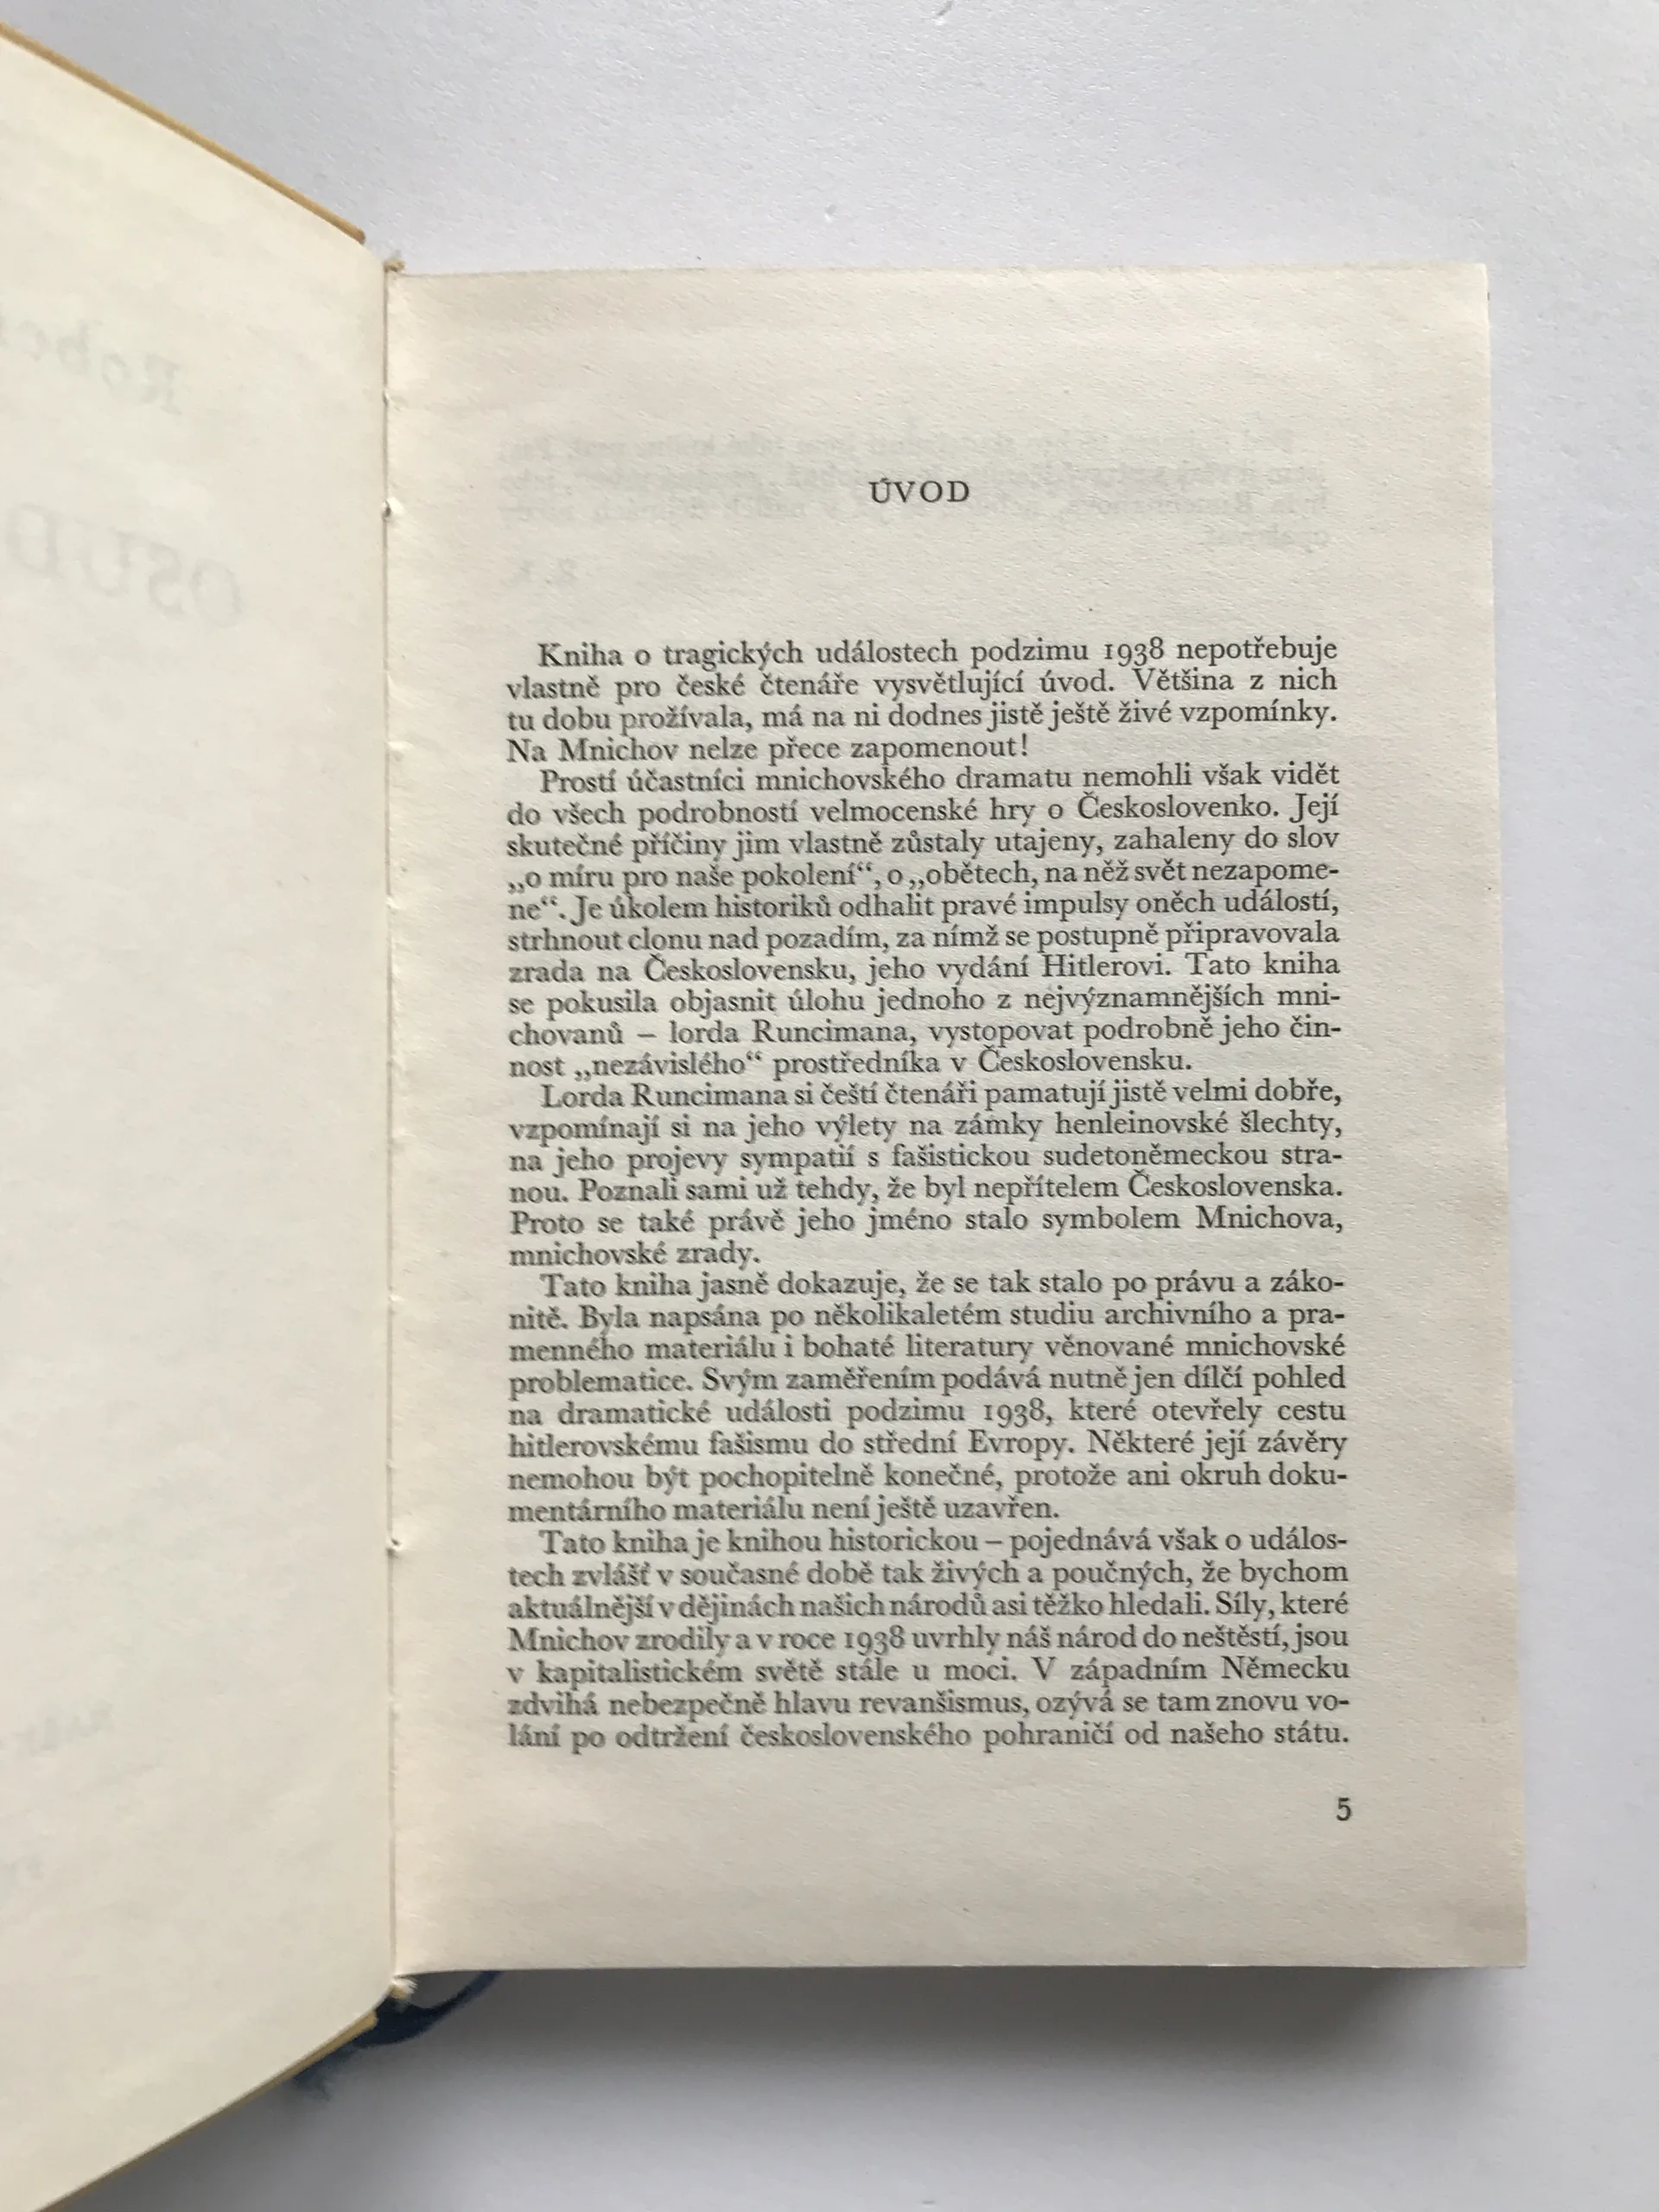 ÚVOD
Kniha o tragických událostech podzimu 1938 nepotřebuje
vlastně pro české čtenáře vysvětlující úvod. Většina z nich
tu dobu prožívala, má na ni dodnes jistě ještě živé vzpomínky.
Na Mnichov nelze přece zapomenout!
Prostí účastníci mnichovského dramatu nemohli však vidět
do všech podrobností velmocenské hry o Československo. Její
skutečné příčiny jim vlastně zůstaly utajeny, zahaleny do slov
„o míru pro naše pokolení“, o „obětech, na něž svět nezapome-
ne“. Je úkolem historiků odhalit pravé impulsy oněch událostí,
strhnout clonu nad pozadím, za nímž se postupně připravovala
zrada na Československu, jeho vydání Hitlerovi. Tato kniha
se pokusila objasnit úlohu jednoho z nejvýznamnějších mni-
chovanů – lorda Runcimana, vystopovat podrobně jeho čin-
nost „nezávislého“ prostředníka v Československu.
Lorda Runcimana si čeští čtenáři pamatují jistě velmi dobře,
vzpomínají si na jeho výlety na zámky henleinovské šlechty,
na jeho projevy sympatií s fašistickou sudetoněmeckou stra-
nou. Poznali sami už tehdy, že byl nepřítelem Československa.
Proto se také právě jeho jméno stalo symbolem Mnichova,
mnichovské zrady.
Tato kniha jasně dokazuje, že se tak stalo po právu a záko-
nitě. Byla napsána po několikaletém studiu archivního a pra-
menného materiálu i bohaté literatury věnované mnichovské
problematice. Svým zaměřením podává nutně jen dílčí pohled
na dramatické události podzimu 1938, které otevřely cestu
hitlerovskému fašismu do střední Evropy. Některé její závěry
nemohou být pochopitelně konečné, protože ani okruh doku-
mentárního materiálu není ještě uzavřen.
Tato kniha je knihou historickou – pojednává však o událos-
tech zvlášť v současné době tak živých a poučných, že bychom
aktuálnější v dějinách našich národů asi těžko hledali. Síly, které
Mnichov zrodily a v roce 1938 uvrhly náš národ do neštěstí, jsou
v kapitalistickém světě stále u moci. V západním Německu
zdvihá nebezpečně hlavu revanšismus, ozývá se tam znovu vo-
lání po odtržení československého pohraničí od našeho státu.
5